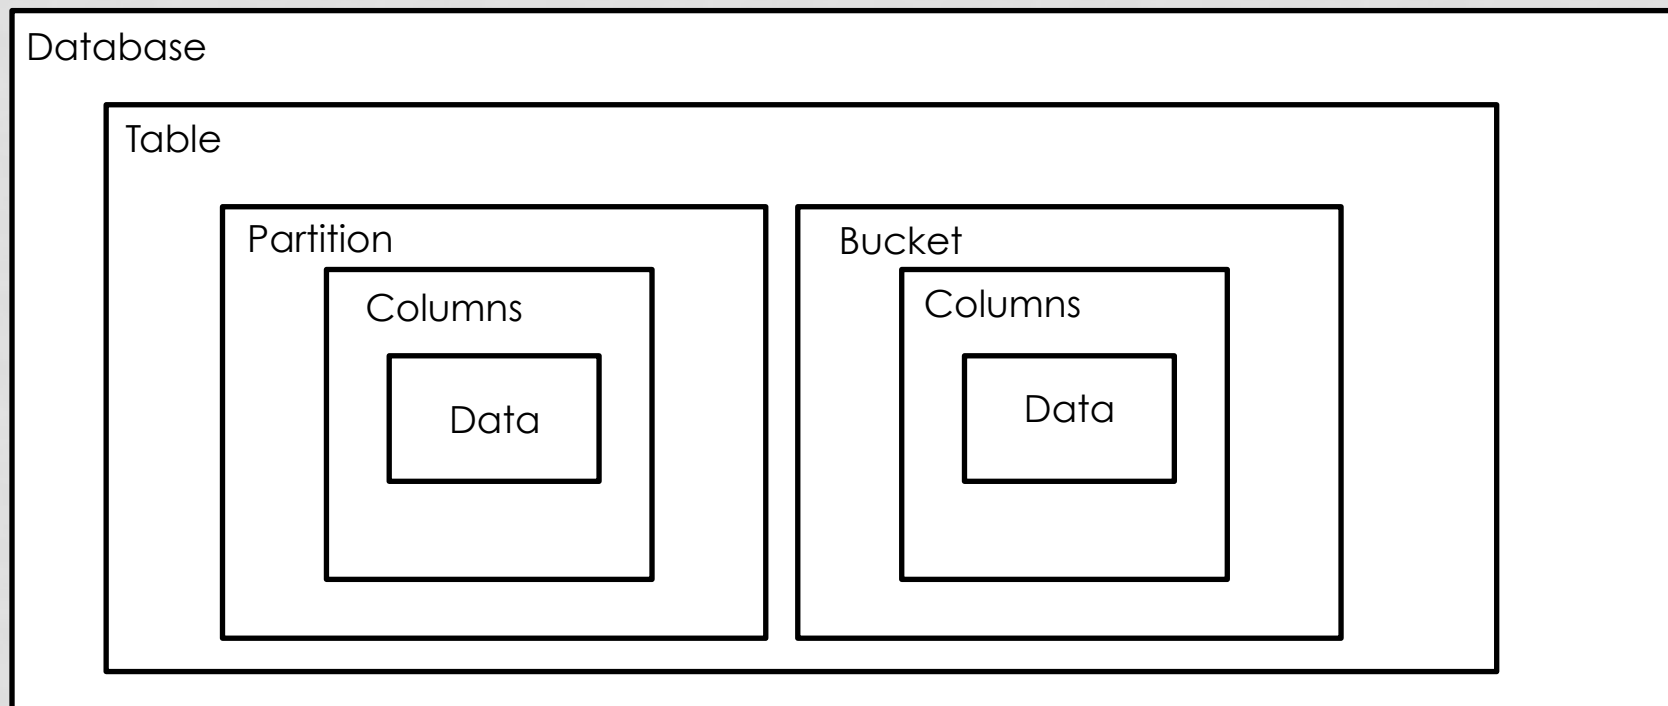 Database
Table
Partition
Columns
Data
Bucket
Columns
Data